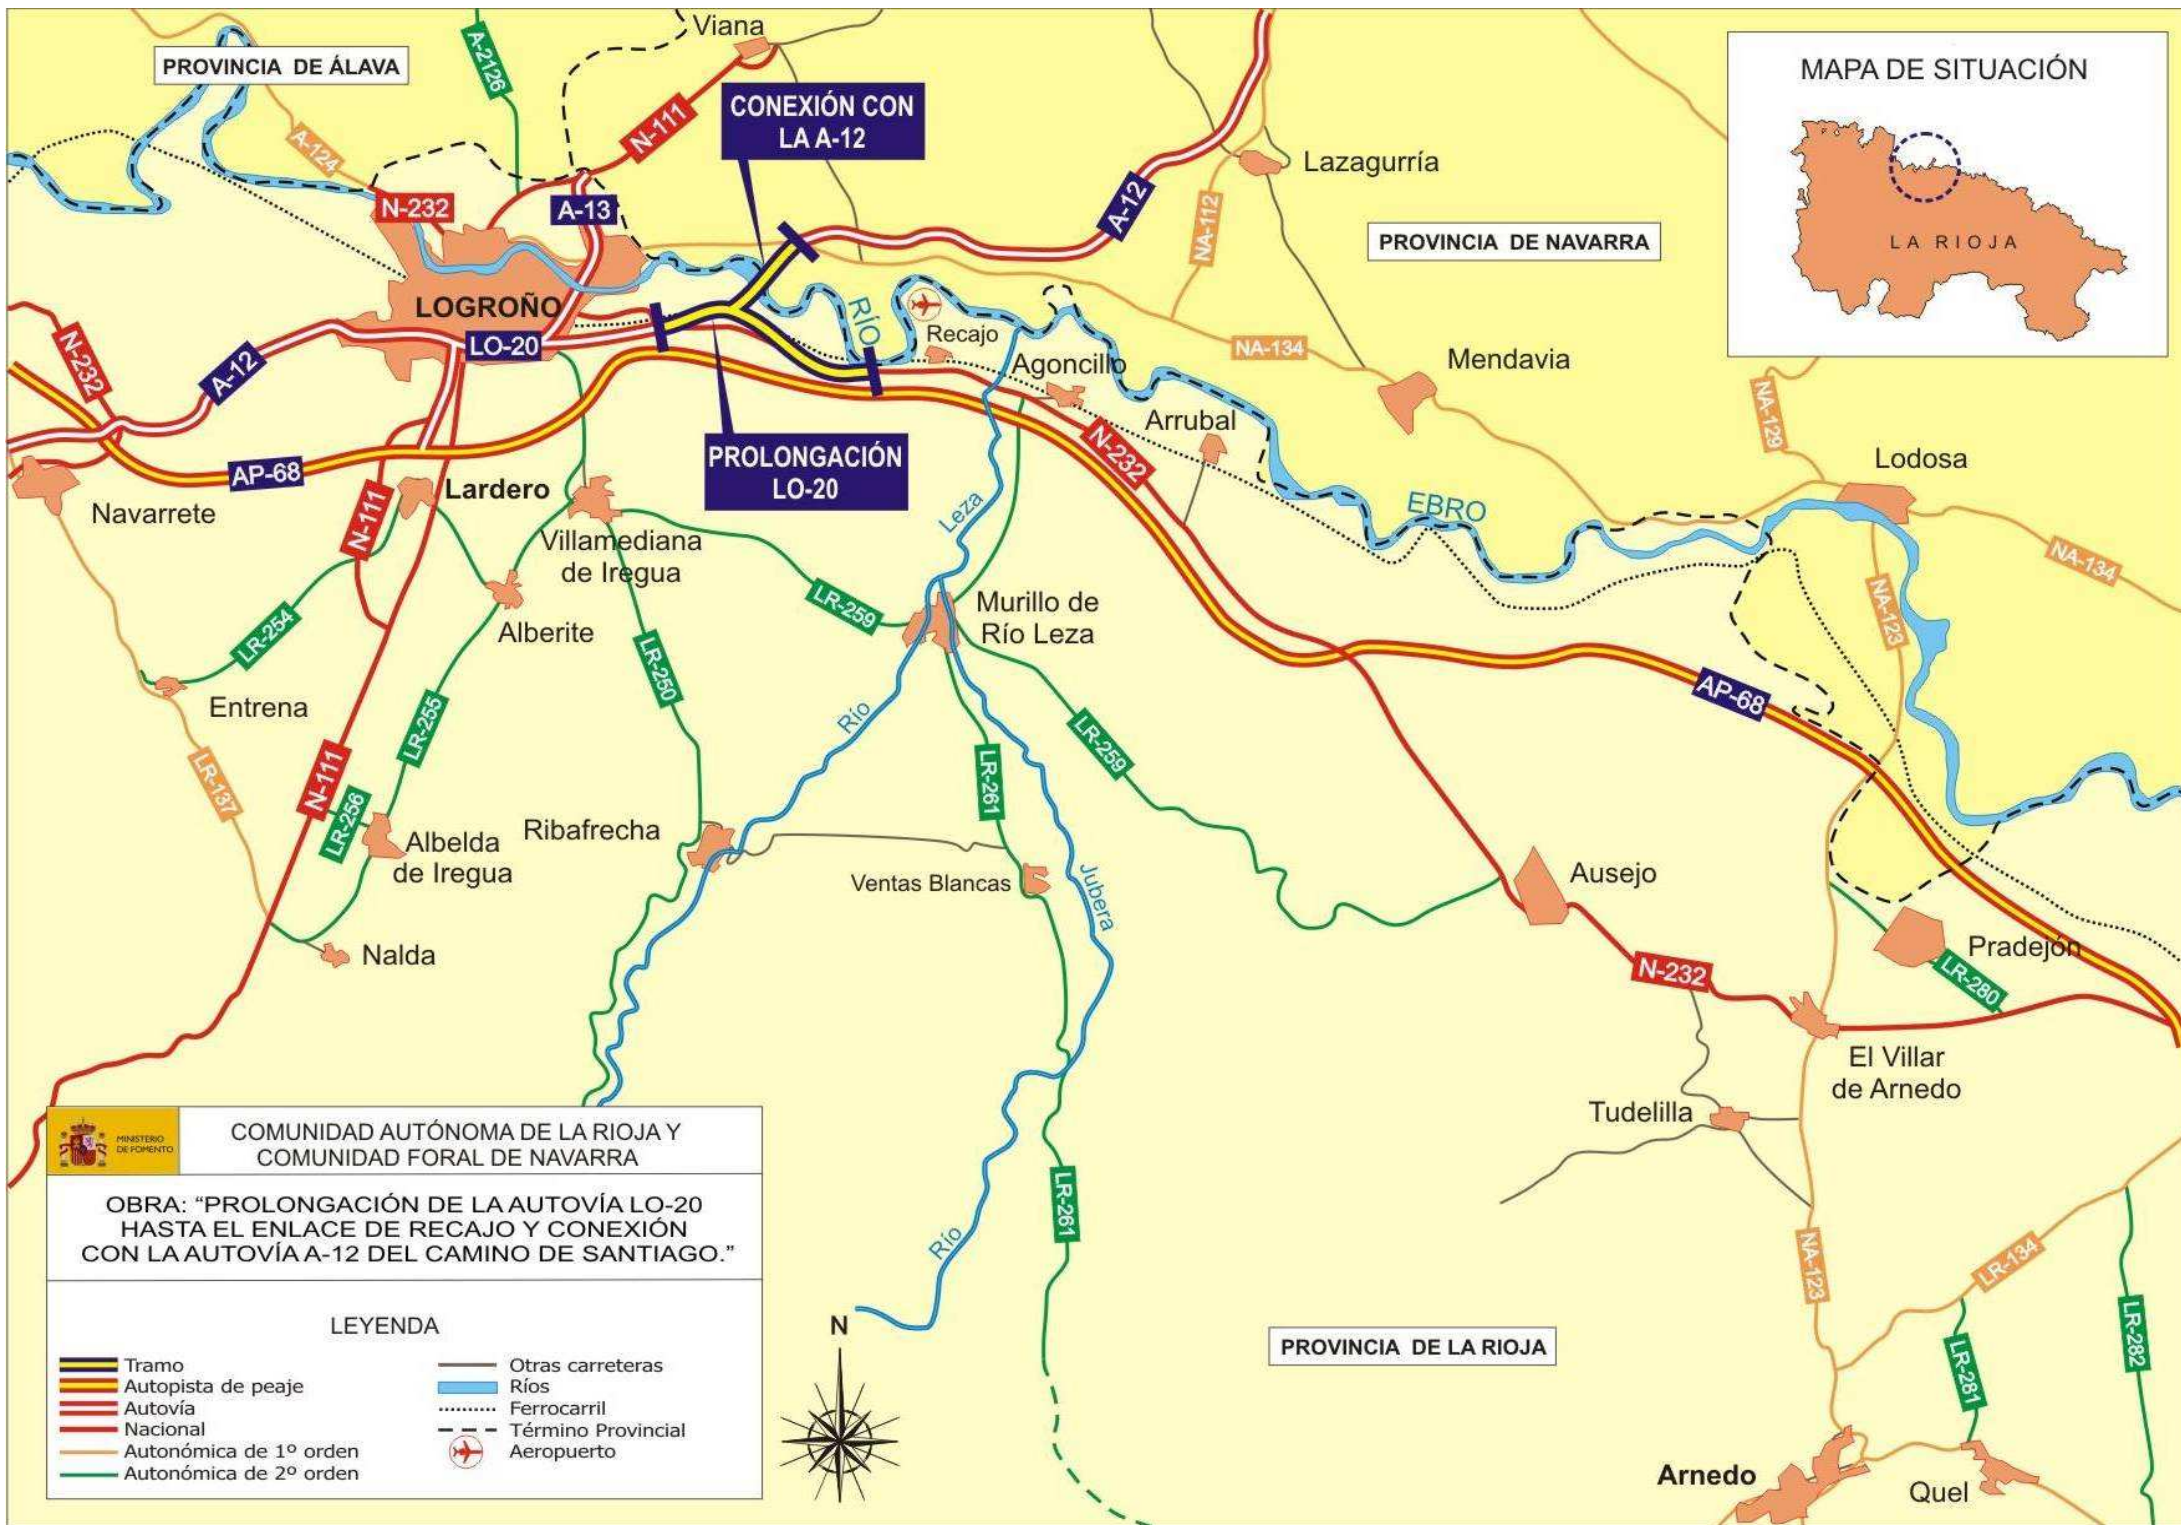 PROVINCIA DE ÁLAVA
A-2126
Viana
N-111
CONEXIÓN CON
LA A-12
A-124
N-232
A-13
A-12
NA-112
Lazagurría
PROVINCIA DE NAVARRA
MAPA DE SITUACIÓN
LA RIOJA
LOGROÑO
LO-20
RÍO
Recajo
Agoncillo
NA-134
Mendavia
N-232
A-12
AP-68
PROLONGACIÓN
LO-20
Arrubal
N-232
NA-129
Lodosa
Navarrete
N-111
Lardero
Villamediana
de Iregua
Leza
EBRO
NA-134
NA-123
LR-254
Alberite
LR-259
Murillo de
Río Leza
Entrena
LR-255
LR-250
Río
LR-259
AP-68
LR-137
N-111
LR-256
Albelda
de Iregua
Ribafrecha
LR-261
Ventas Blancas
Jubera
Ausejo
Nalda
Pradejón
LR-280
N-232
El Villar
de Arnedo
Tudelilla
LR-261
Río
NA-123
LR-134
LR-281
LR-282
PROVINCIA DE LA RIOJA
Arnedo
Quel
N
MINISTERIO
DE FOMENTO
COMUNIDAD AUTÓNOMA DE LA RIOJA Y
COMUNIDAD FORAL DE NAVARRA
OBRA: “PROLONGACIÓN DE LA AUTOVÍA LO-20
HASTA EL ENLACE DE RECAJO Y CONEXIÓN
CON LA AUTOVÍA A-12 DEL CAMINO DE SANTIAGO.”
LEYENDA
Tramo
Autopista de peaje
Autovía
Nacional
Autonómica de 1º orden
Autonómica de 2º orden
Otras carreteras
Ríos
Ferrocarril
Término Provincial
Aeropuerto